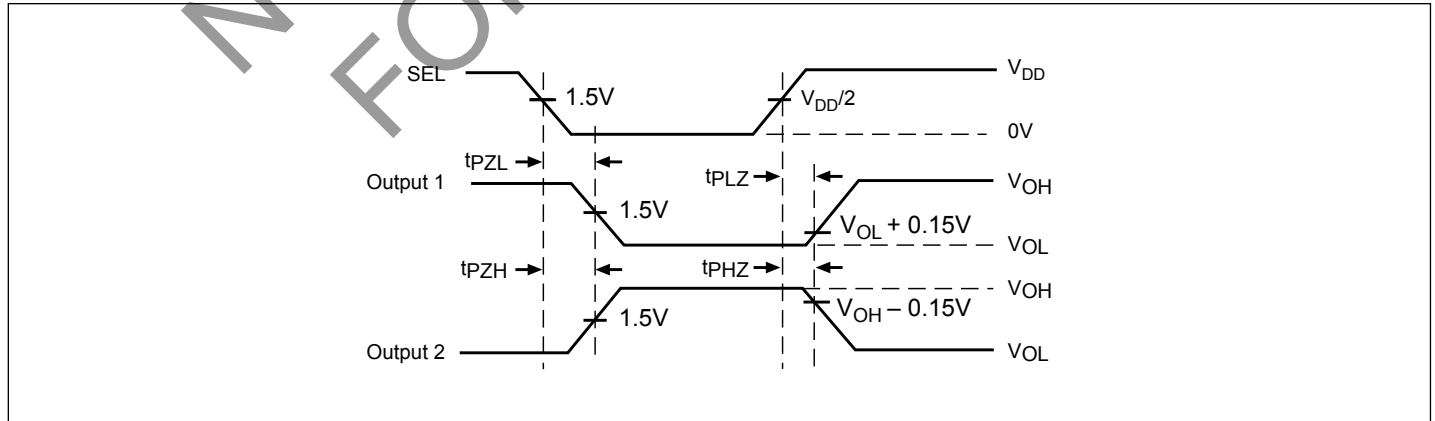 SEL
1.5V
V_DD/2
V_DD
0V
tPZL
tPLZ
Output 1
1.5V
V_OH
V_OL + 0.15V
V_OL
tPZH
tPHZ
V_OH
1.5V
V_OH – 0.15V
Output 2
V_OL
FO